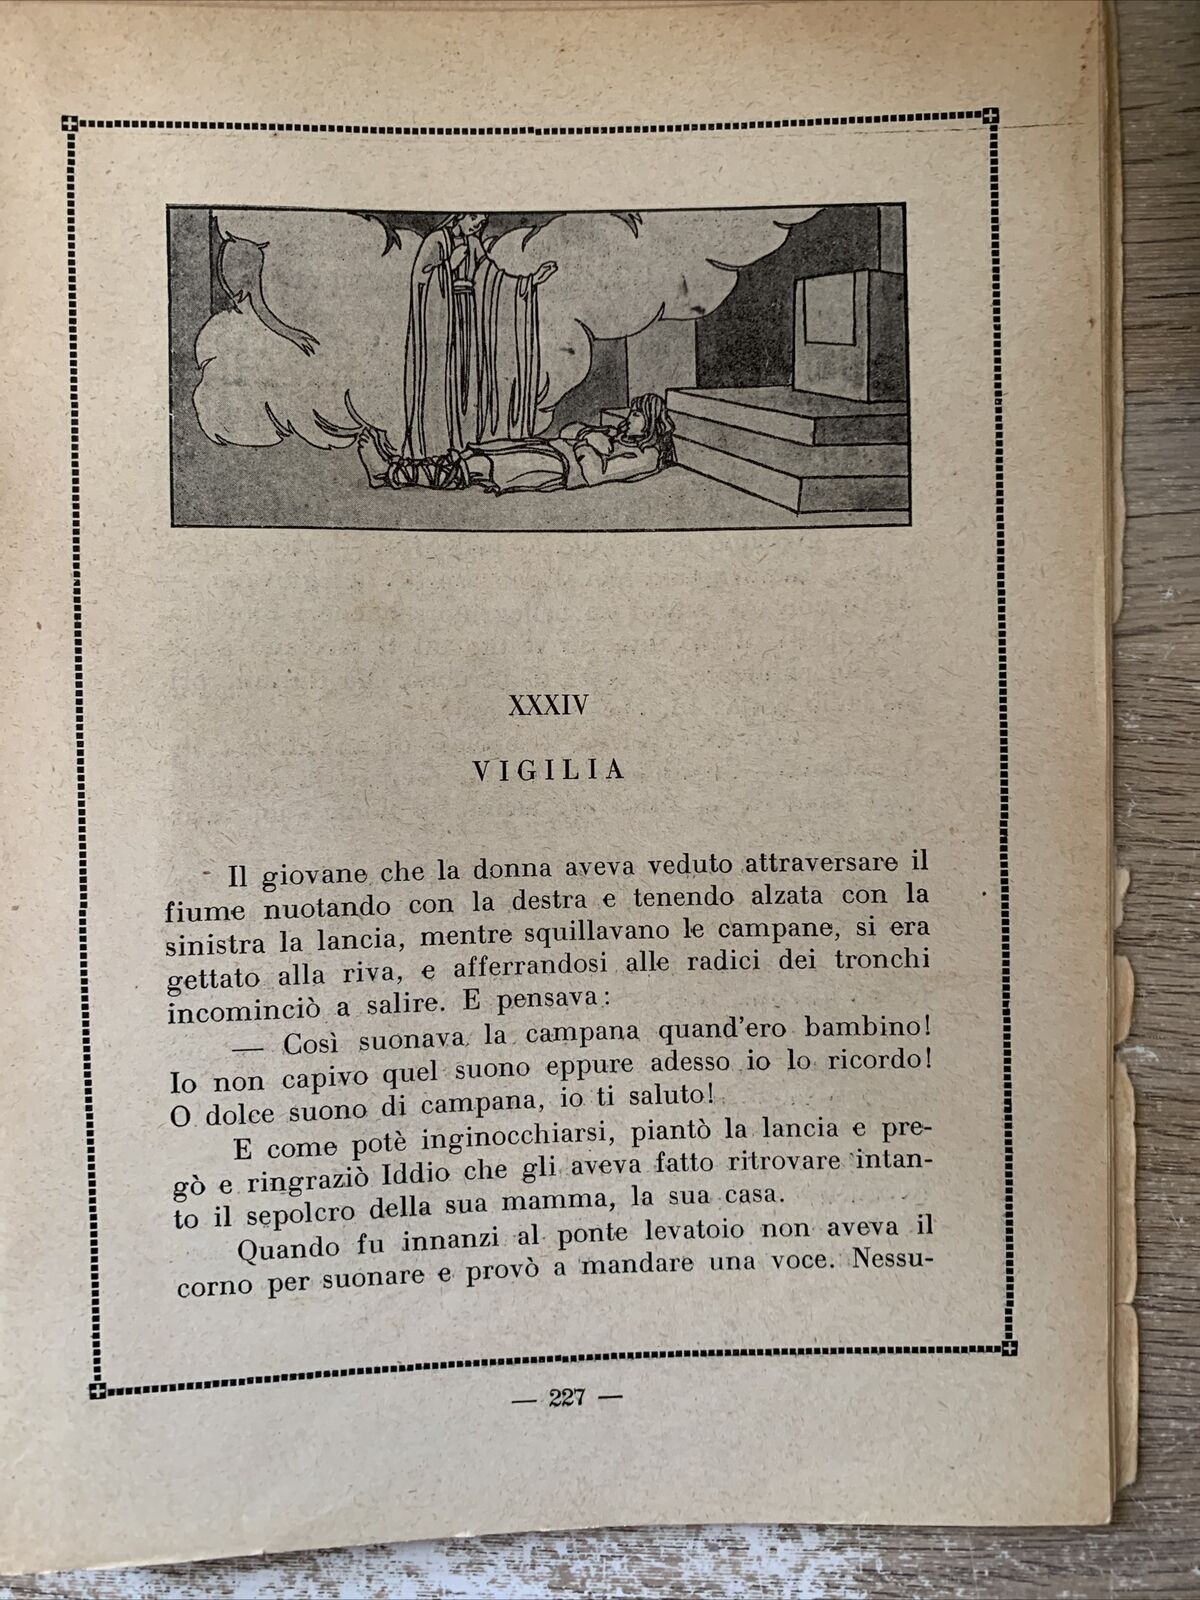 XXXIV
VIGILIA
Il giovane che la donna aveva veduto attraversare il
fiume nuotando con la destra e tenendo alzata con la
sinistra la lancia, mentre squillavano le campane, si era
gettato alla riva, e afferrandosi alle radici dei tronchi
incominciò a salire. E pensava:
— Così suonava la campana quand'ero bambino!
Io non capivo quel suono eppure adesso io lo ricordo!
O dolce suono di campana, io ti saluto!
E come potè inginocchiarsi, piantò la lancia e pre-
gò e ringraziò Iddio che gli aveva fatto ritrovare intan-
to il sepolcro della sua mamma, la sua casa.
Quando fu innanzi al ponte levatoio non aveva il
corno per suonare e provò a mandare una voce. Nessu-
— 227 —